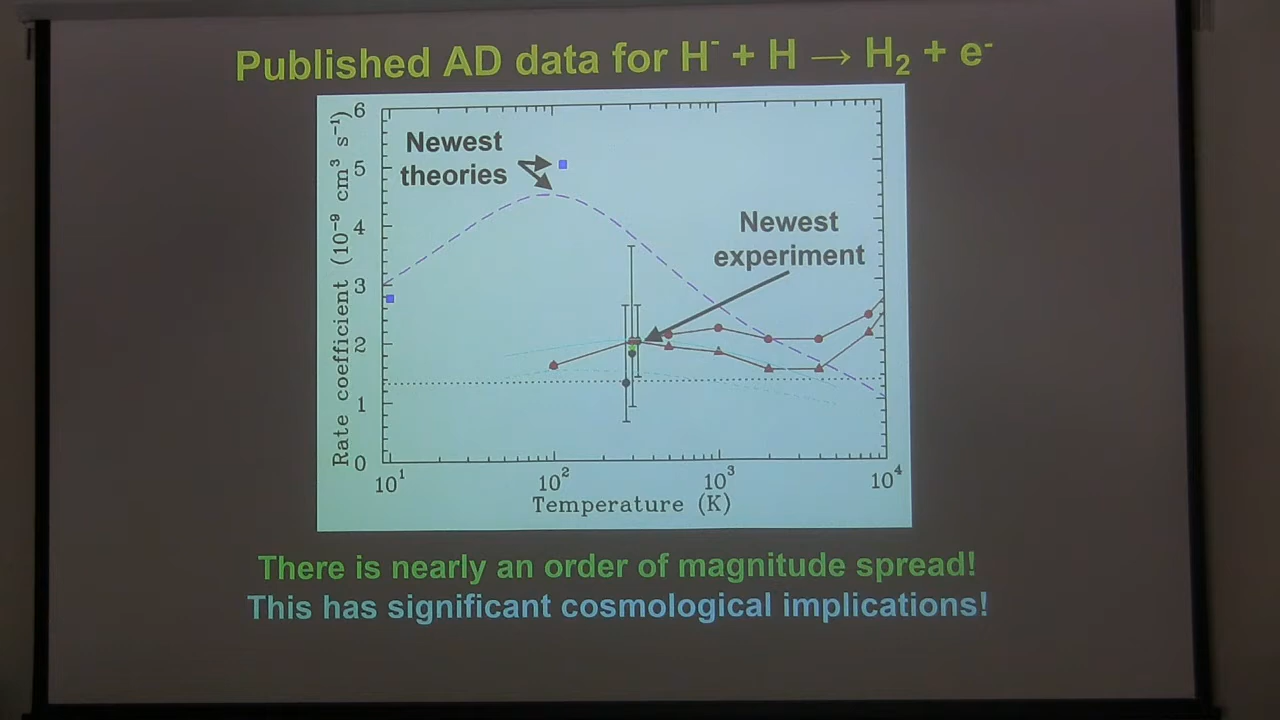 Published AD data for H⁻ + H → H₂ + e⁻
6
5
4
3
2
1
0
Rate coefficient (10⁻⁹ cm³ s⁻¹)
Newest
theories
Newest
experiment
10¹
10²
10³
10⁴
Temperature (K)
There is nearly an order of magnitude spread!
This has significant cosmological implications!